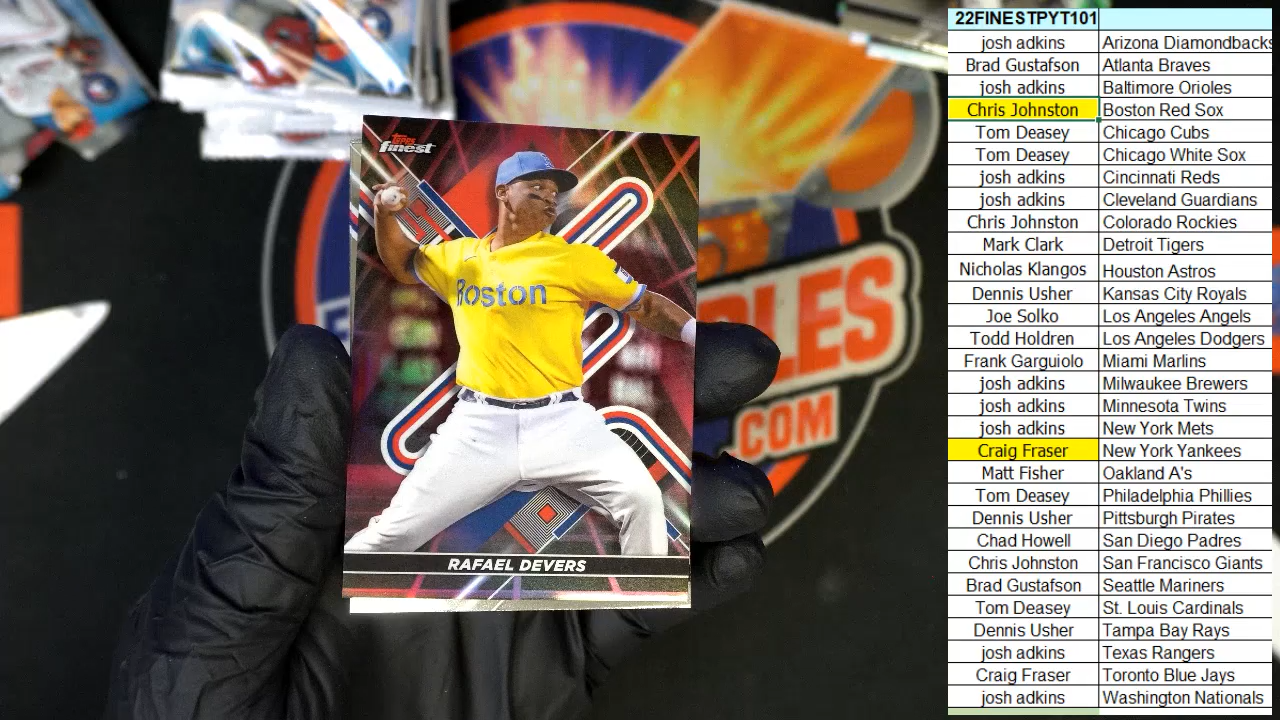 TOPPS
finest
Boston
RAFAEL DEVERS
LES
.COM
22FINESTPYT101
josh adkins Arizona Diamondbacks
Brad Gustafson Atlanta Braves
josh adkins Baltimore Orioles
Chris Johnston Boston Red Sox
Tom Deasey Chicago Cubs
Tom Deasey Chicago White Sox
josh adkins Cincinnati Reds
josh adkins Cleveland Guardians
Chris Johnston Colorado Rockies
Mark Clark Detroit Tigers
Nicholas Klangos Houston Astros
Dennis Usher Kansas City Royals
Joe Solko Los Angeles Angels
Todd Holdren Los Angeles Dodgers
Frank Garguiolo Miami Marlins
josh adkins Milwaukee Brewers
josh adkins Minnesota Twins
josh adkins New York Mets
Craig Fraser New York Yankees
Matt Fisher Oakland A's
Tom Deasey Philadelphia Phillies
Dennis Usher Pittsburgh Pirates
Chad Howell San Diego Padres
Chris Johnston San Francisco Giants
Brad Gustafson Seattle Mariners
Tom Deasey St. Louis Cardinals
Dennis Usher Tampa Bay Rays
josh adkins Texas Rangers
Craig Fraser Toronto Blue Jays
josh adkins Washington Nationals